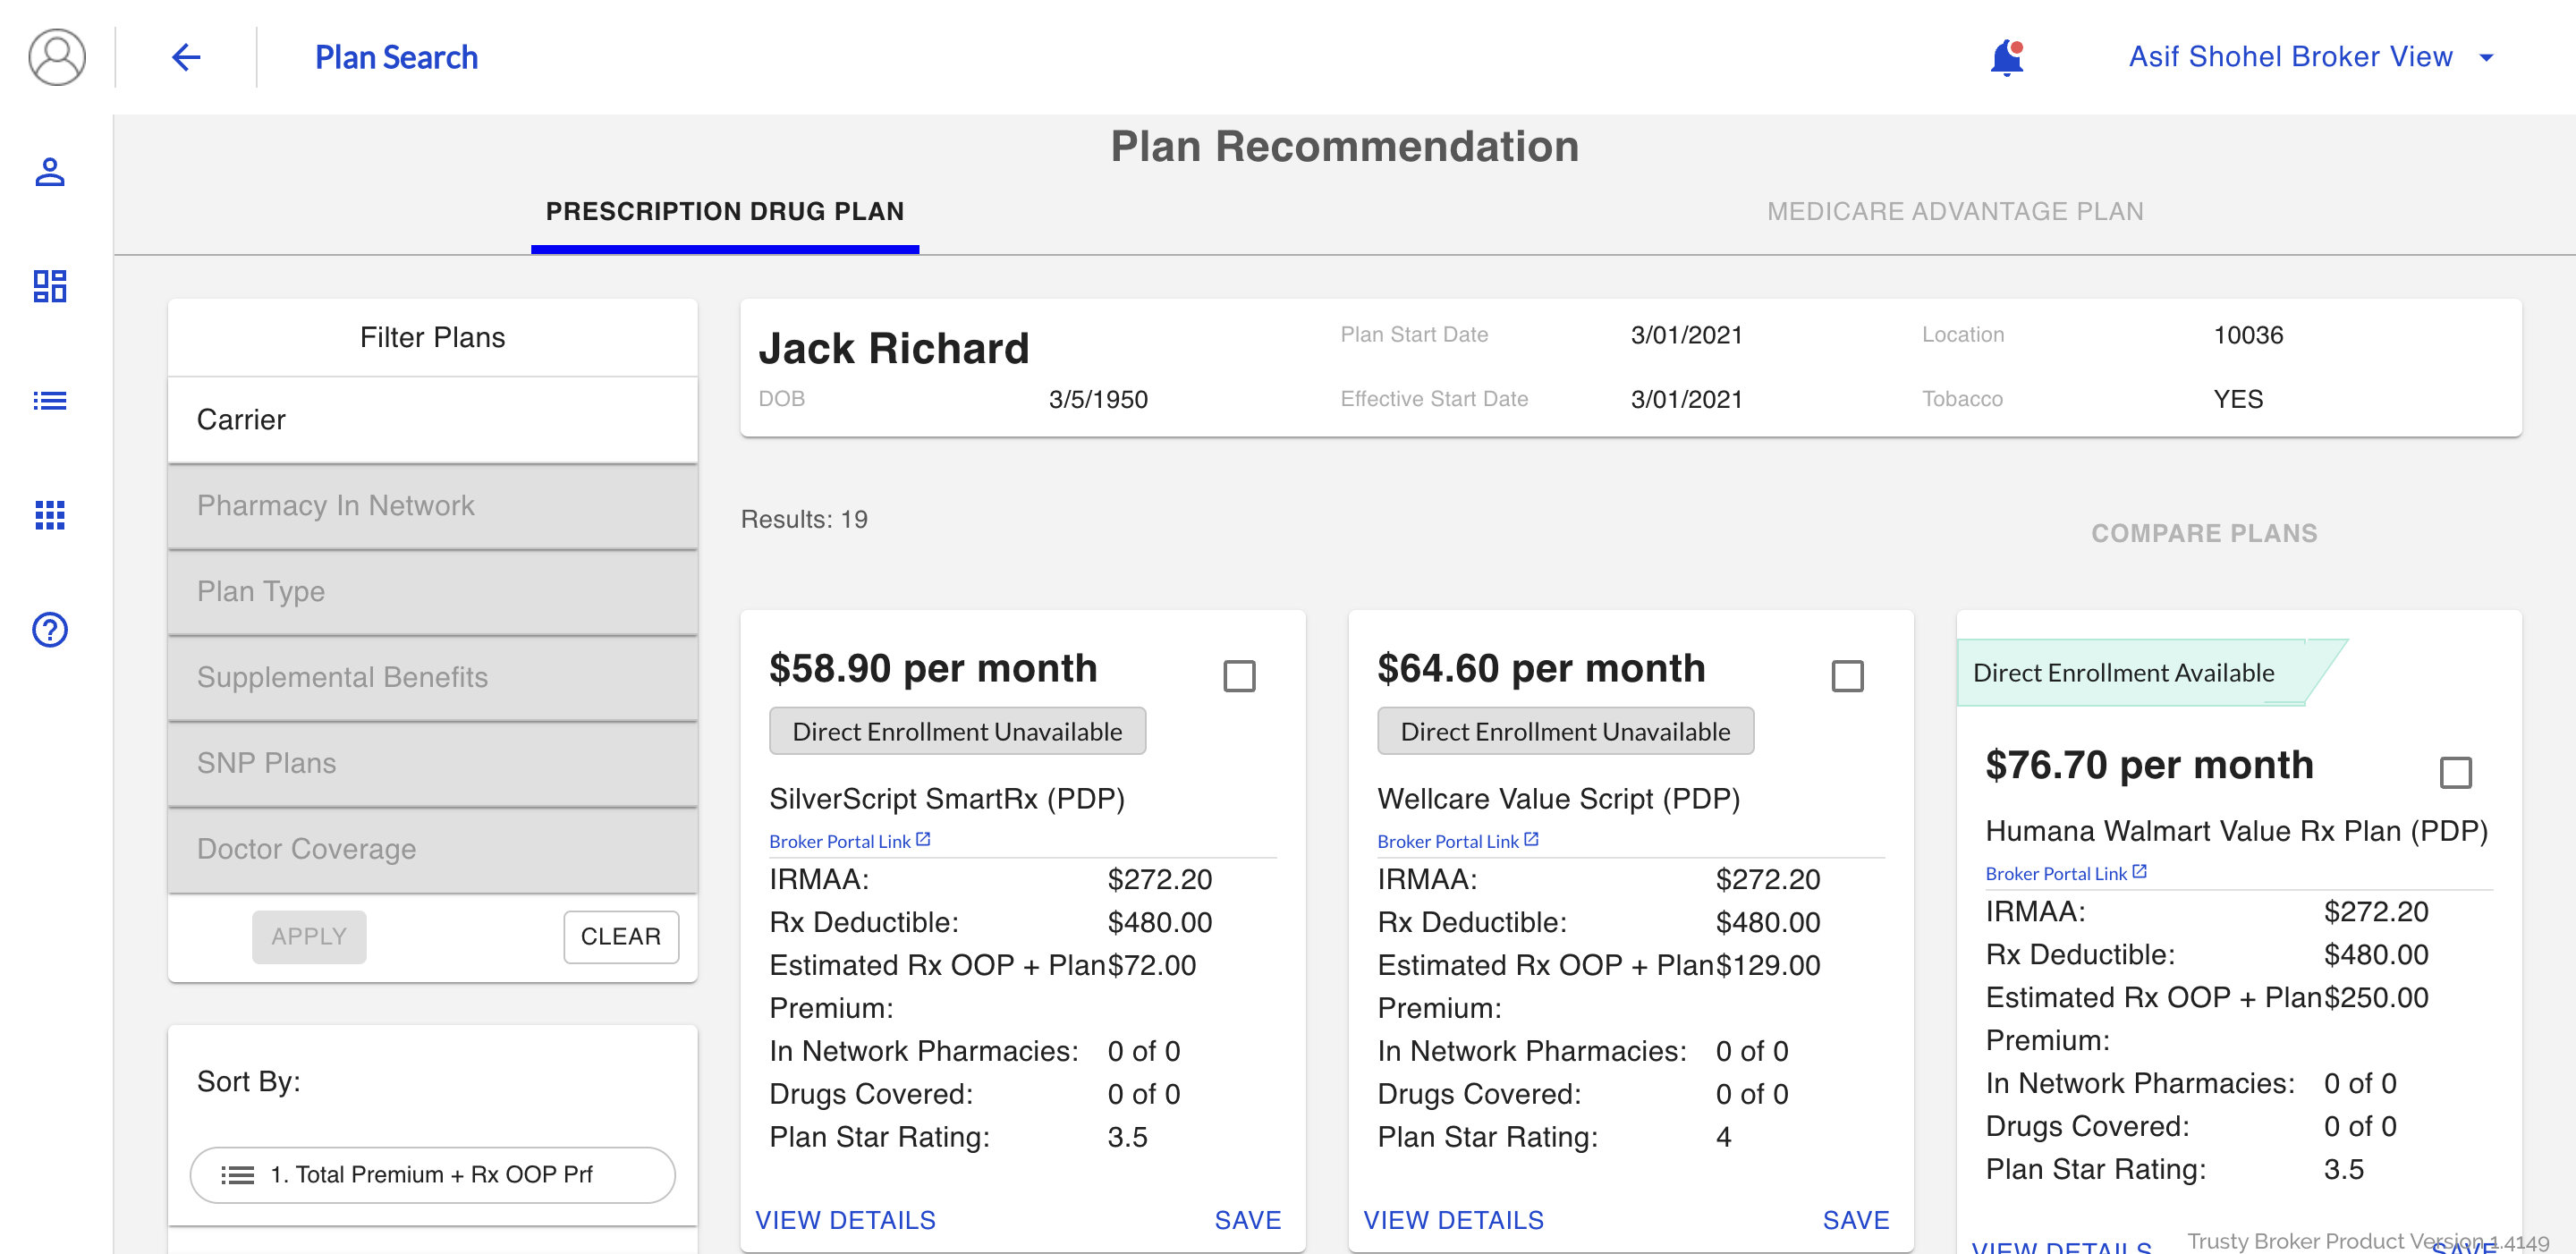 Plan Search
Asif Shohel Broker View
Plan Recommendation
PRESCRIPTION DRUG PLAN
MEDICARE ADVANTAGE PLAN
Filter Plans
Carrier
Pharmacy In Network
Plan Type
Supplemental Benefits
SNP Plans
Doctor Coverage
APPLY
CLEAR
Sort By:
1. Total Premium + Rx OOP Prf
Jack Richard
DOB 3/5/1950
Plan Start Date 3/01/2021
Effective Start Date 3/01/2021
Location 10036
Tobacco YES
Results: 19
COMPARE PLANS
$58.90 per month
Direct Enrollment Unavailable
SilverScript SmartRx (PDP)
Broker Portal Link
IRMAA: $272.20
Rx Deductible: $480.00
Estimated Rx OOP + Plan $72.00
Premium:
In Network Pharmacies: 0 of 0
Drugs Covered: 0 of 0
Plan Star Rating: 3.5
VIEW DETAILS SAVE
$64.60 per month
Direct Enrollment Unavailable
Wellcare Value Script (PDP)
Broker Portal Link
IRMAA: $272.20
Rx Deductible: $480.00
Estimated Rx OOP + Plan $129.00
Premium:
In Network Pharmacies: 0 of 0
Drugs Covered: 0 of 0
Plan Star Rating: 4
VIEW DETAILS SAVE
Direct Enrollment Available
$76.70 per month
Humana Walmart Value Rx Plan (PDP)
Broker Portal Link
IRMAA: $272.20
Rx Deductible: $480.00
Estimated Rx OOP + Plan $250.00
Premium:
In Network Pharmacies: 0 of 0
Drugs Covered: 0 of 0
Plan Star Rating: 3.5
VIEW DETAILS SAVE
Trusty Broker Product Version 1.4149